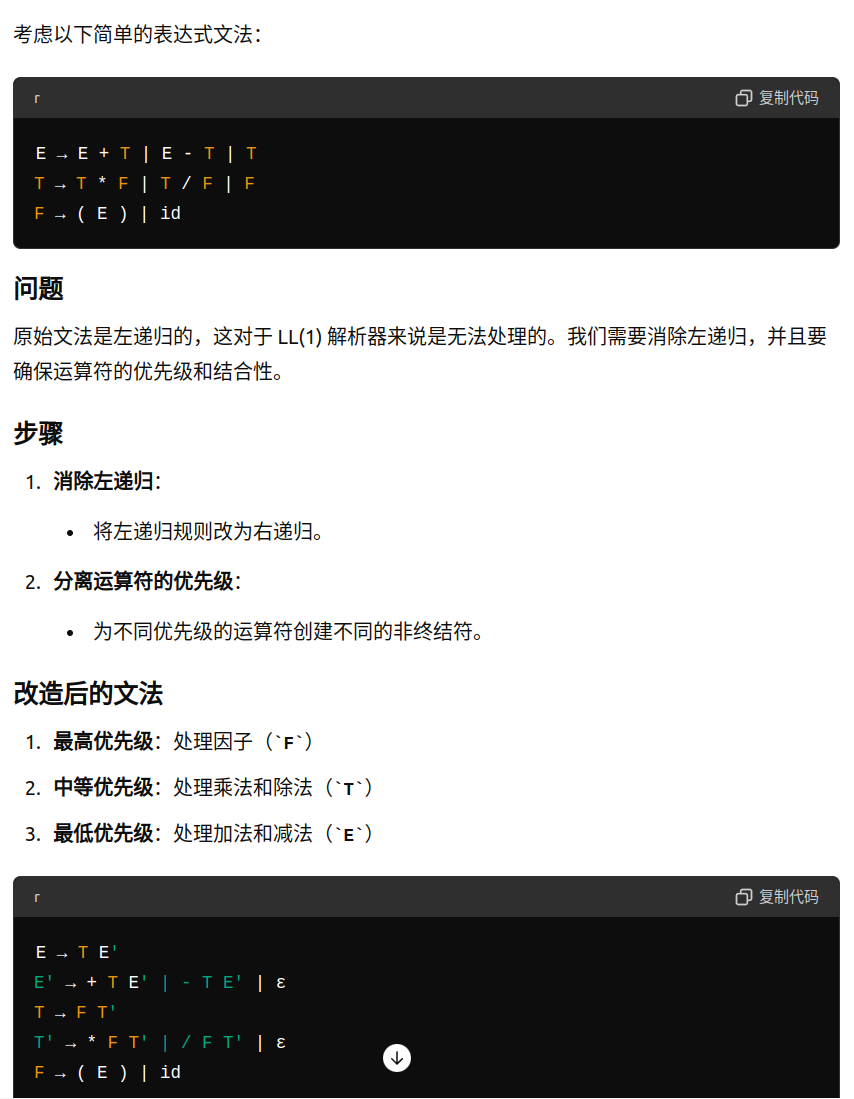 考虑以下简单的表达式文法：
r
复制代码
E → E + T | E - T | T
T → T * F | T / F | F
F → ( E ) | id
问题
原始文法是左递归的，这对于 LL(1) 解析器来说是无法处理的。我们需要消除左递归，并且要
确保运算符的优先级和结合性。
步骤
1. 消除左递归：
• 将左递归规则改为右递归。
2. 分离运算符的优先级：
• 为不同优先级的运算符创建不同的非终结符。
改造后的文法
1. 最高优先级：处理因子（`F`）
2. 中等优先级：处理乘法和除法（`T`）
3. 最低优先级：处理加法和减法（`E`）
r
复制代码
E → T E'
E' → + T E' | - T E' | ε
T → F T'
T' → * F T' | / F T' | ε
F → ( E ) | id